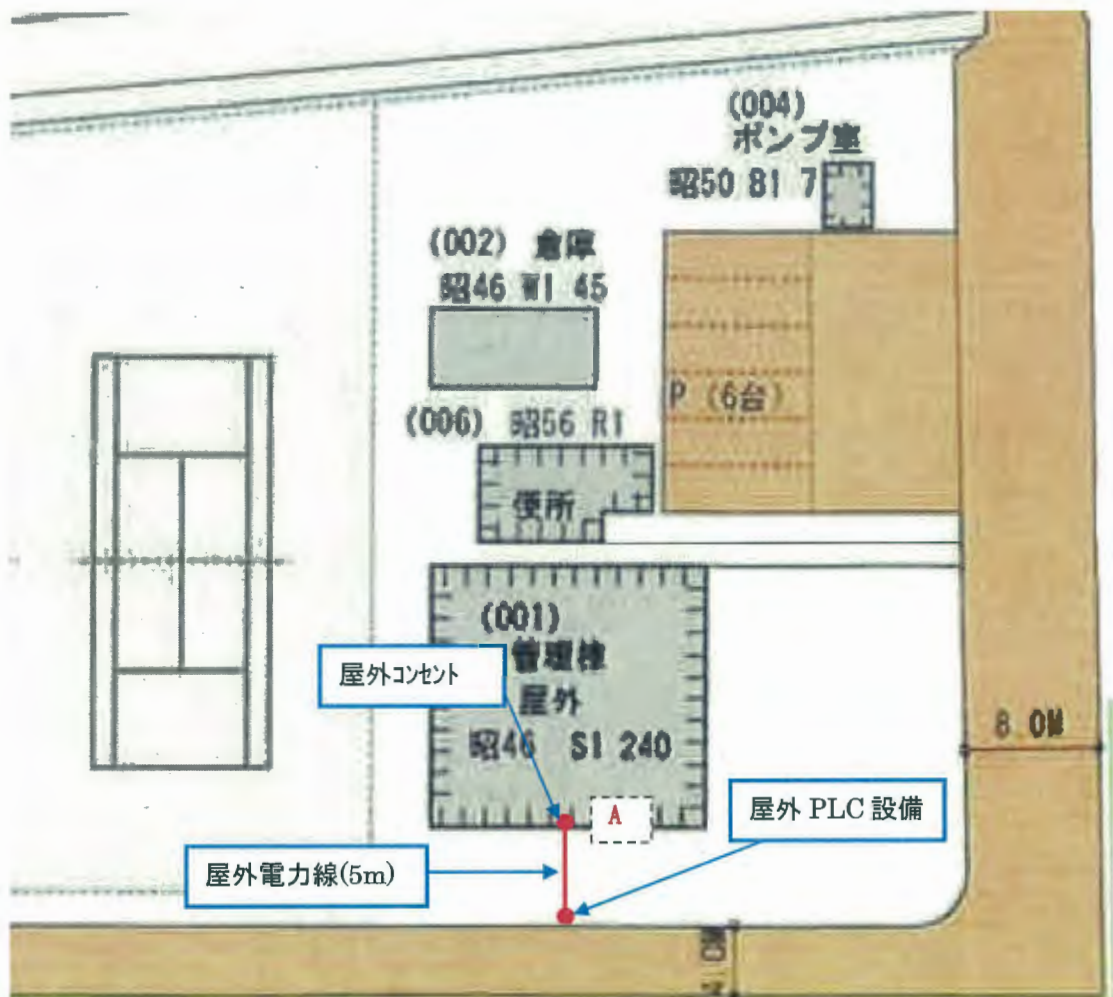 (004)
ポンプ室
昭50 B1 7
(002) 倉庫
昭46 W1 45
P (6台)
(006) 昭56 R1
便所
(001)
管理棟
屋外
昭46 S1 240
屋外コンセント
8.0M
A
屋外 PLC 設備
屋外電力線(5m)